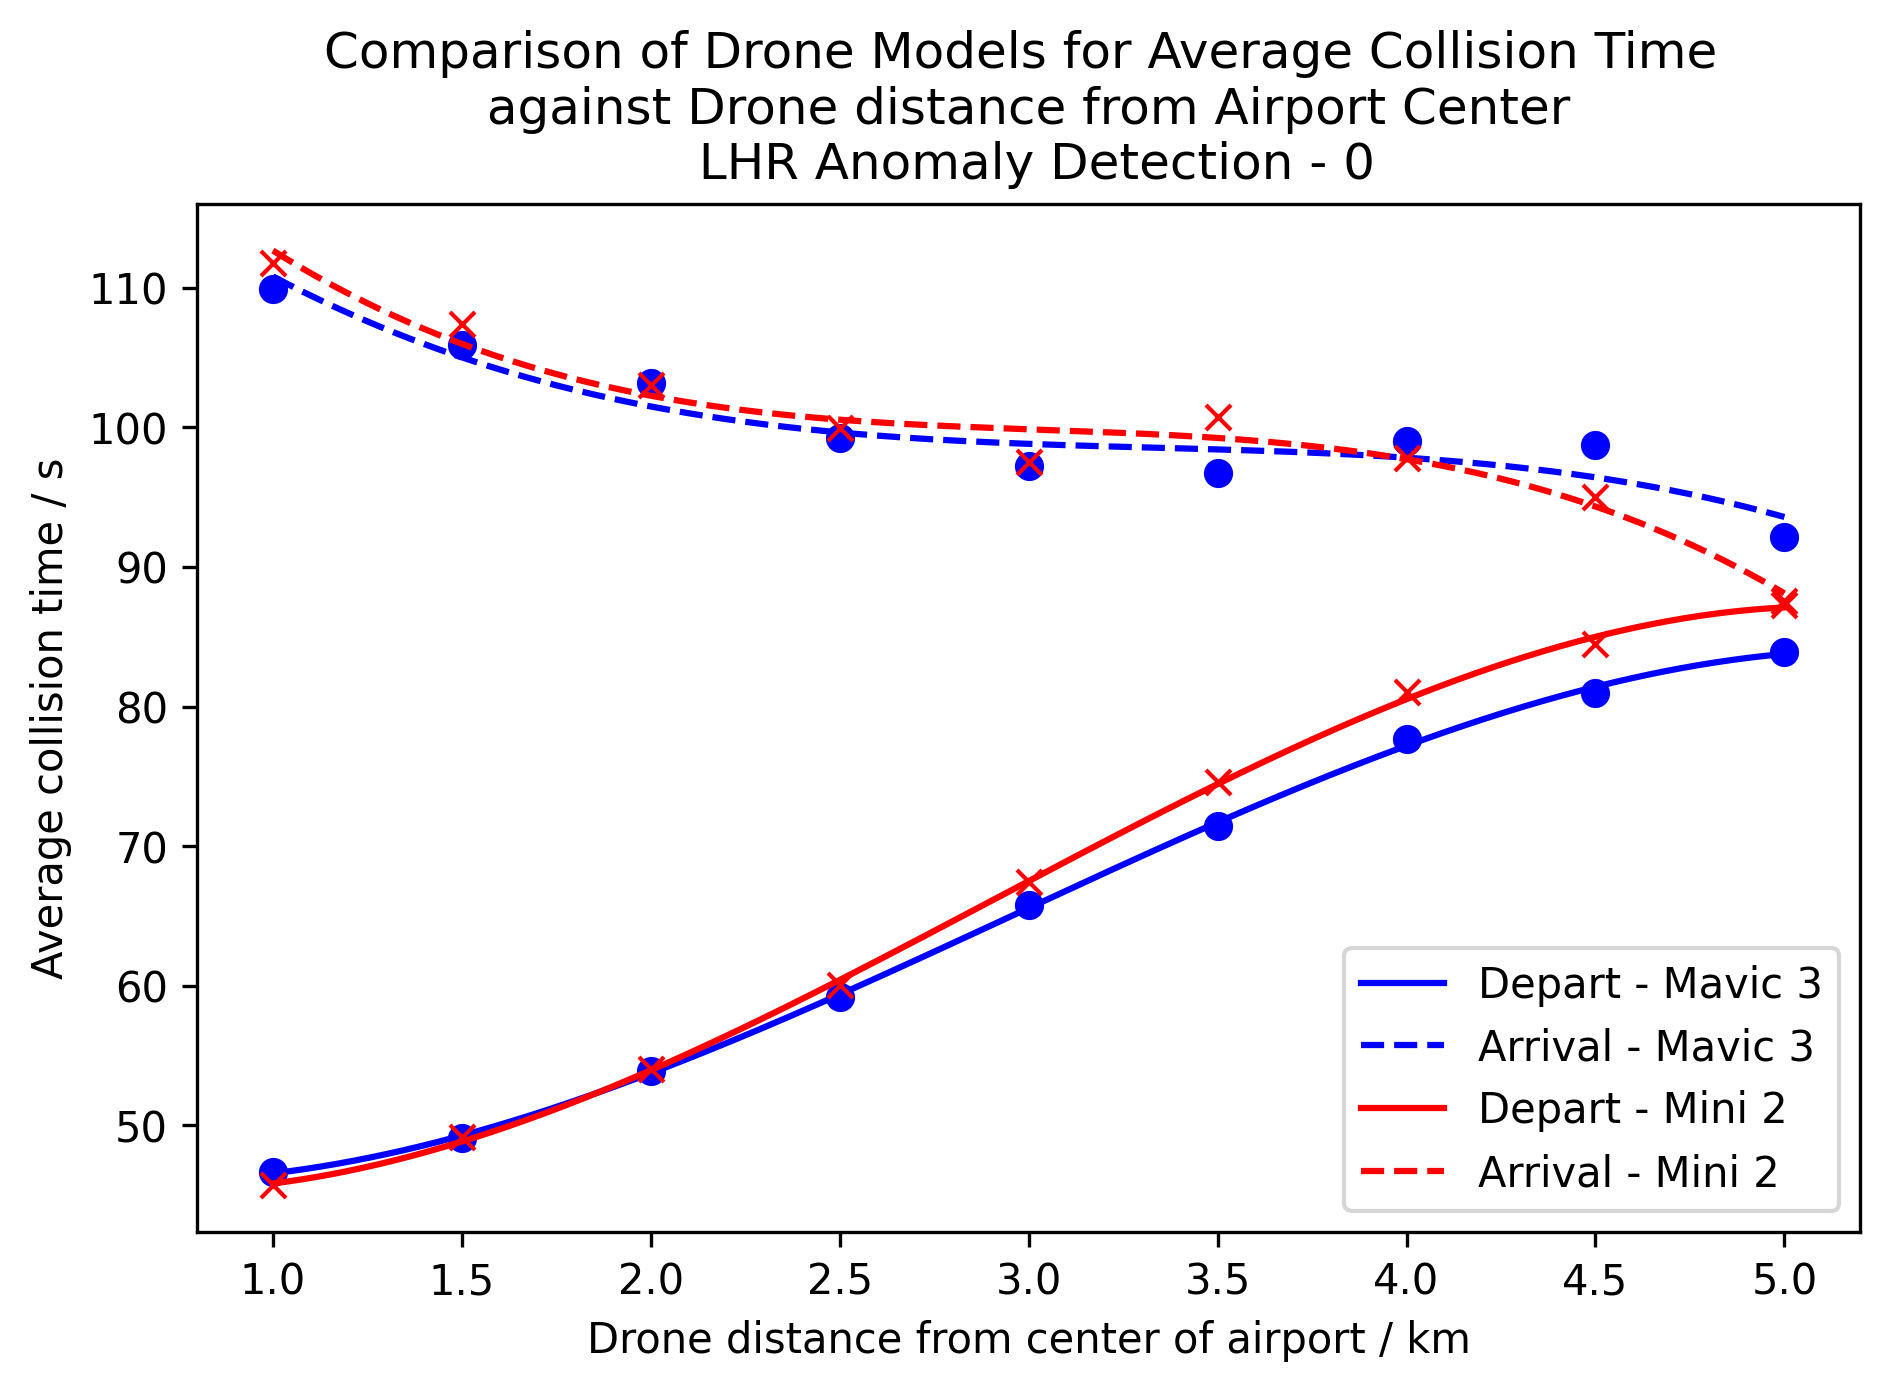 Comparison of Drone Models for Average Collision Time
against Drone distance from Airport Center
LHR Anomaly Detection - 0
110
100
90
80
70
60
50
Average collision time / s
Depart - Mavic 3
Arrival - Mavic 3
Depart - Mini 2
Arrival - Mini 2
1.0 1.5 2.0 2.5 3.0 3.5 4.0 4.5 5.0
Drone distance from center of airport / km